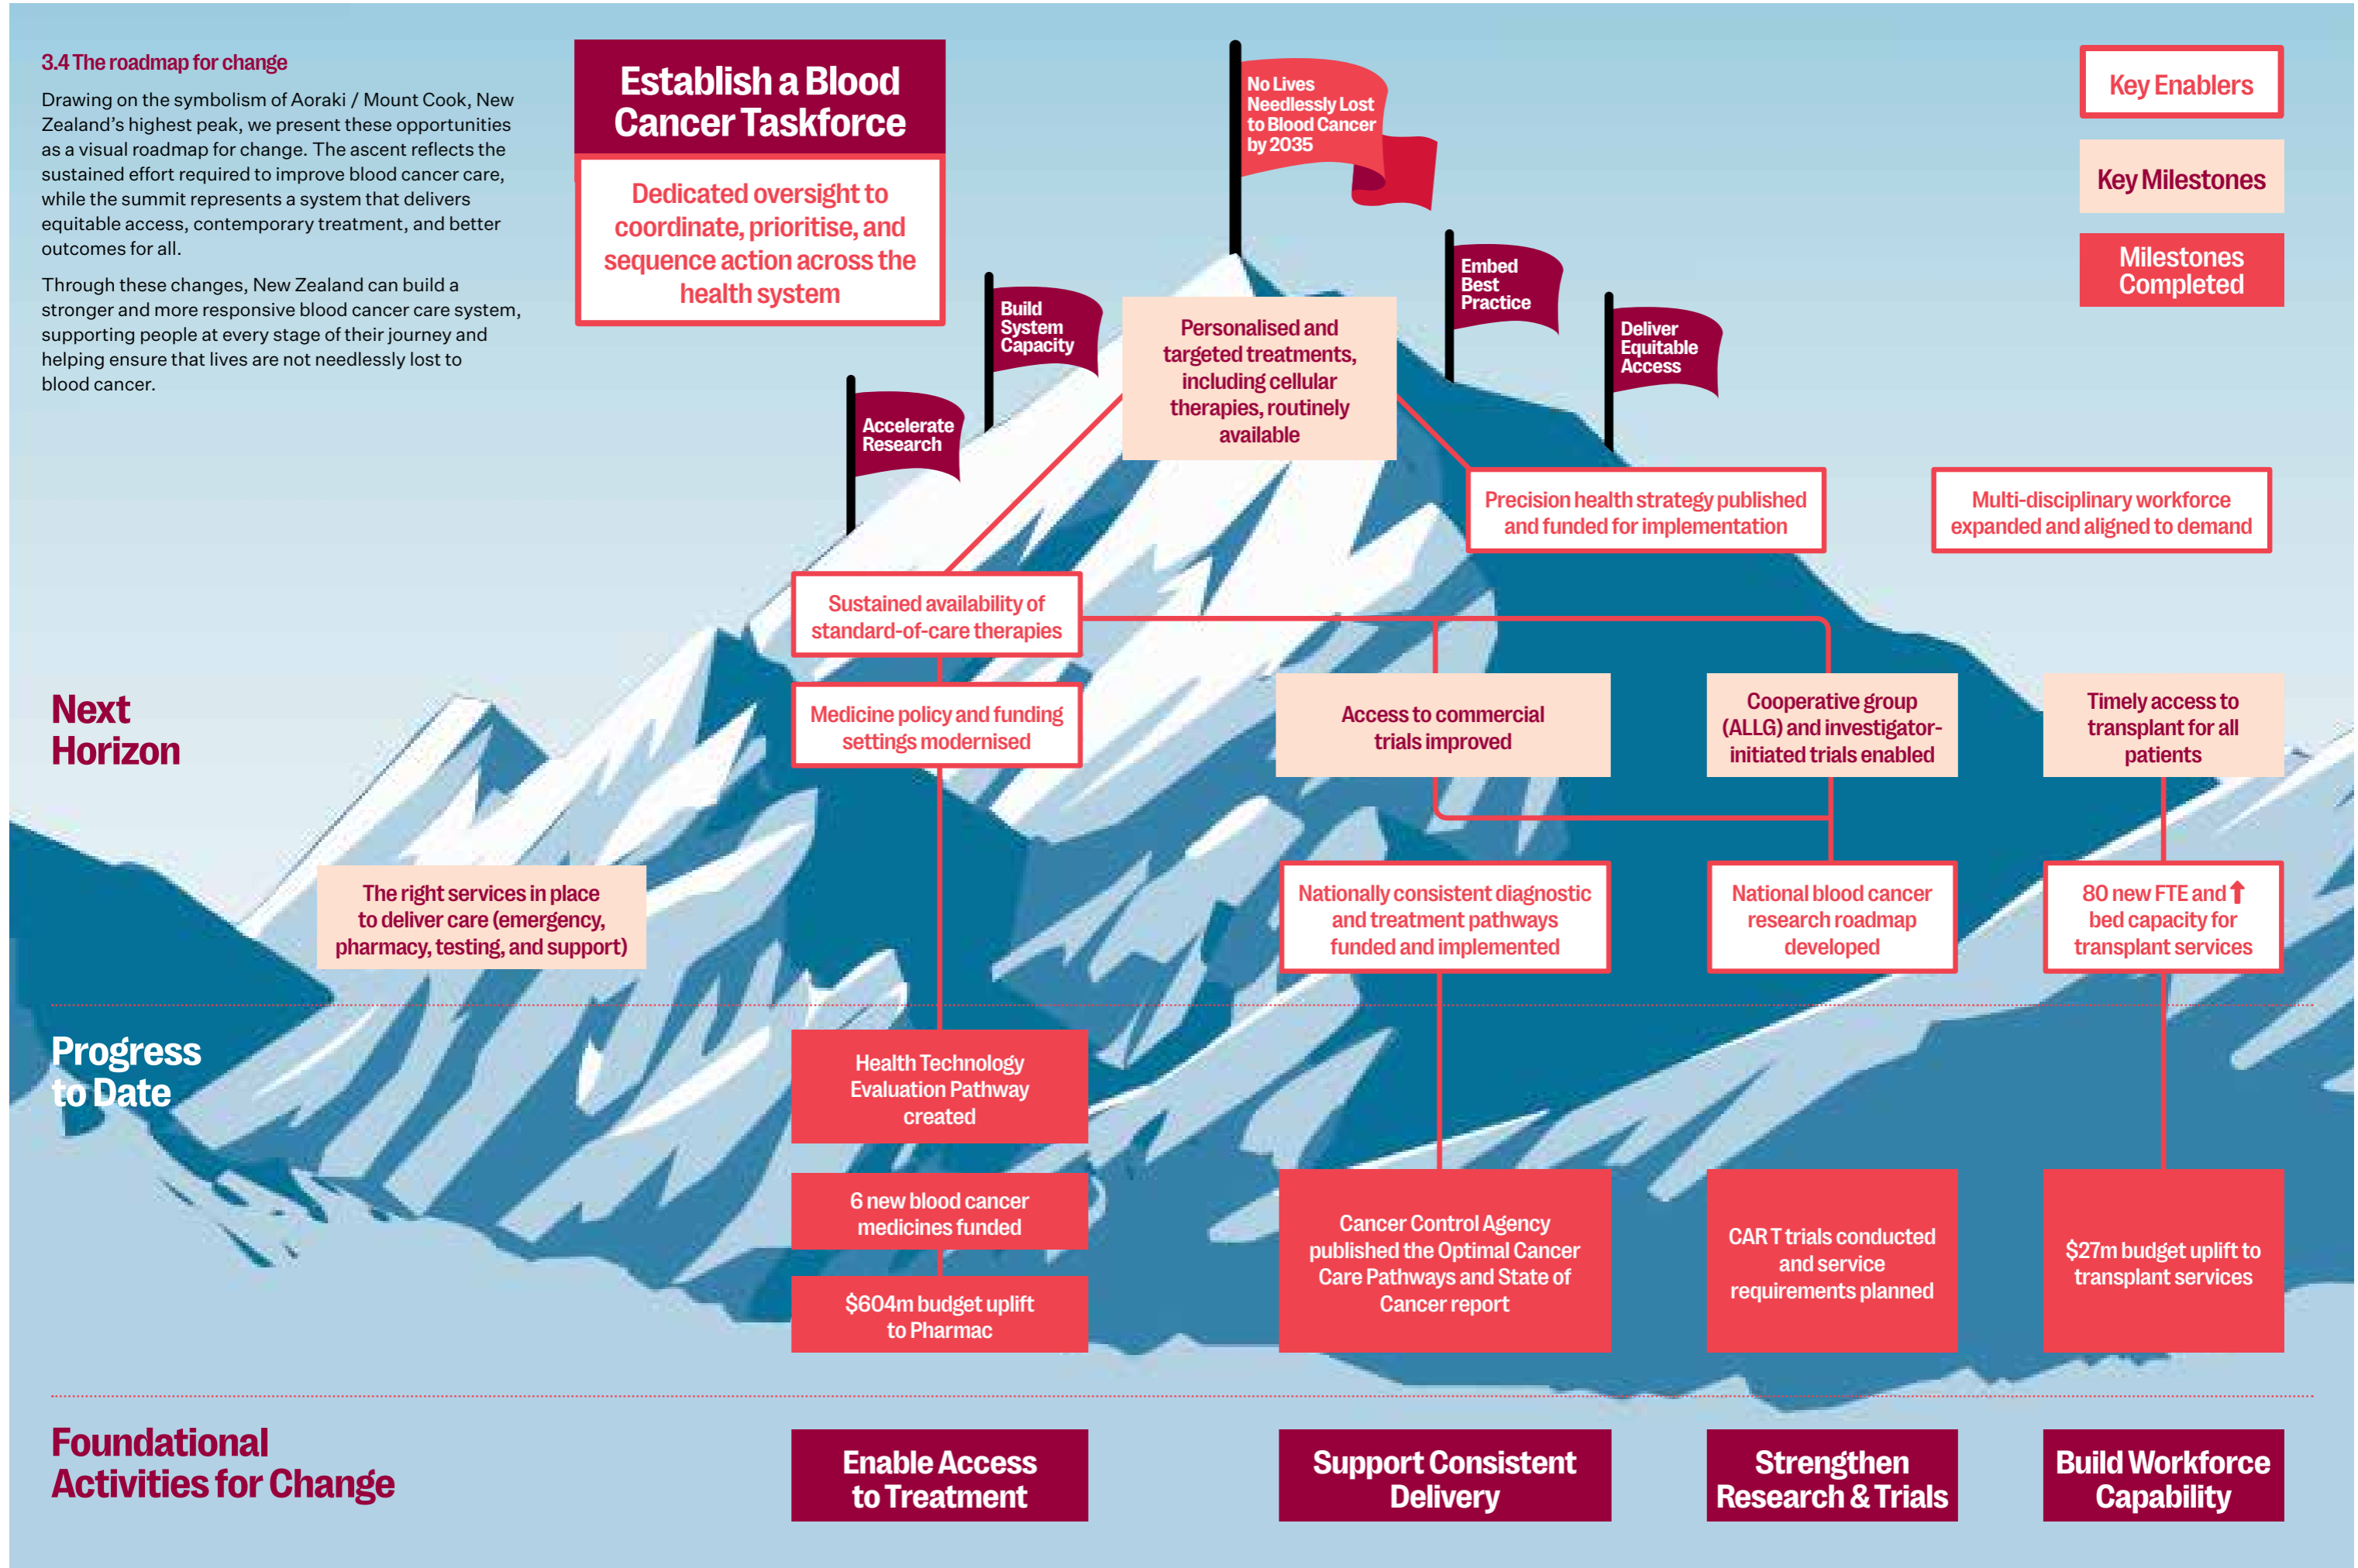 3.4 The roadmap for change
Drawing on the symbolism of Aoraki / Mount Cook, New
Zealand's highest peak, we present these opportunities
as a visual roadmap for change. The ascent reflects the
sustained effort required to improve blood cancer care,
while the summit represents a system that delivers
equitable access, contemporary treatment, and better
outcomes for all.
Through these changes, New Zealand can build a
stronger and more responsive blood cancer care system,
supporting people at every stage of their journey and
helping ensure that lives are not needlessly lost to
blood cancer.
Establish a Blood
Cancer Taskforce
Dedicated oversight to
coordinate, prioritise, and
sequence action across the
health system
No Lives
Needlessly Lost
to Blood Cancer
by 2035
Key Enablers
Key Milestones
Milestones
Completed
Accelerate
Research
Build
System
Capacity
Embed
Best
Practice
Deliver
Equitable
Access
Personalised and
targeted treatments,
including cellular
therapies, routinely
available
Precision health strategy published
and funded for implementation
Multi-disciplinary workforce
expanded and aligned to demand
Sustained availability of
standard-of-care therapies
Next
Horizon
Medicine policy and funding
settings modernised
Access to commercial
trials improved
Cooperative group
(ALLG) and investigator-
initiated trials enabled
Timely access to
transplant for all
patients
The right services in place
to deliver care (emergency,
pharmacy, testing, and support)
Nationally consistent diagnostic
and treatment pathways
funded and implemented
National blood cancer
research roadmap
developed
80 new FTE and ⬆
bed capacity for
transplant services
Progress
to Date
Health Technology
Evaluation Pathway
created
6 new blood cancer
medicines funded
$604m budget uplift
to Pharmac
Cancer Control Agency
published the Optimal Cancer
Care Pathways and State of
Cancer report
CAR T trials conducted
and service
requirements planned
$27m budget uplift to
transplant services
Foundational
Activities for Change
Enable Access
to Treatment
Support Consistent
Delivery
Strengthen
Research & Trials
Build Workforce
Capability